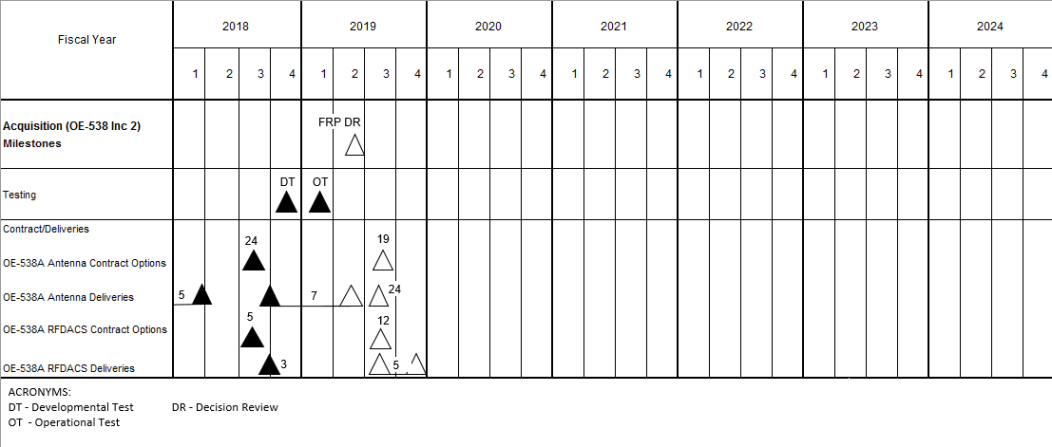 Fiscal Year 2018 2019 2020 2021 2022 2023 2024
1 2 3 4 1 2 3 4 1 2 3 4 1 2 3 4 1 2 3 4 1 2 3 4 1 2 3 4
Acquisition (OE-538 Inc 2)
Milestones
FRP DR
DT OT
Testing
Contract/Deliveries
24 19
OE-538A Antenna Contract Options
OE-538A Antenna Deliveries 5 7 24
5 12
OE-538A RFDACS Contract Options
OE-538A RFDACS Deliveries 3 5
ACRONYMS:
DT - Developmental Test DR - Decision Review
OT - Operational Test